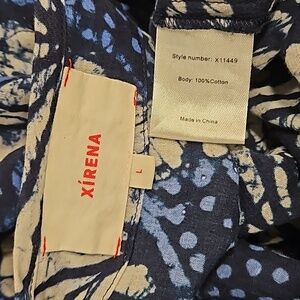 XÍRENA
L
Style number: X11449
Body: 100%Cotton
Made in China